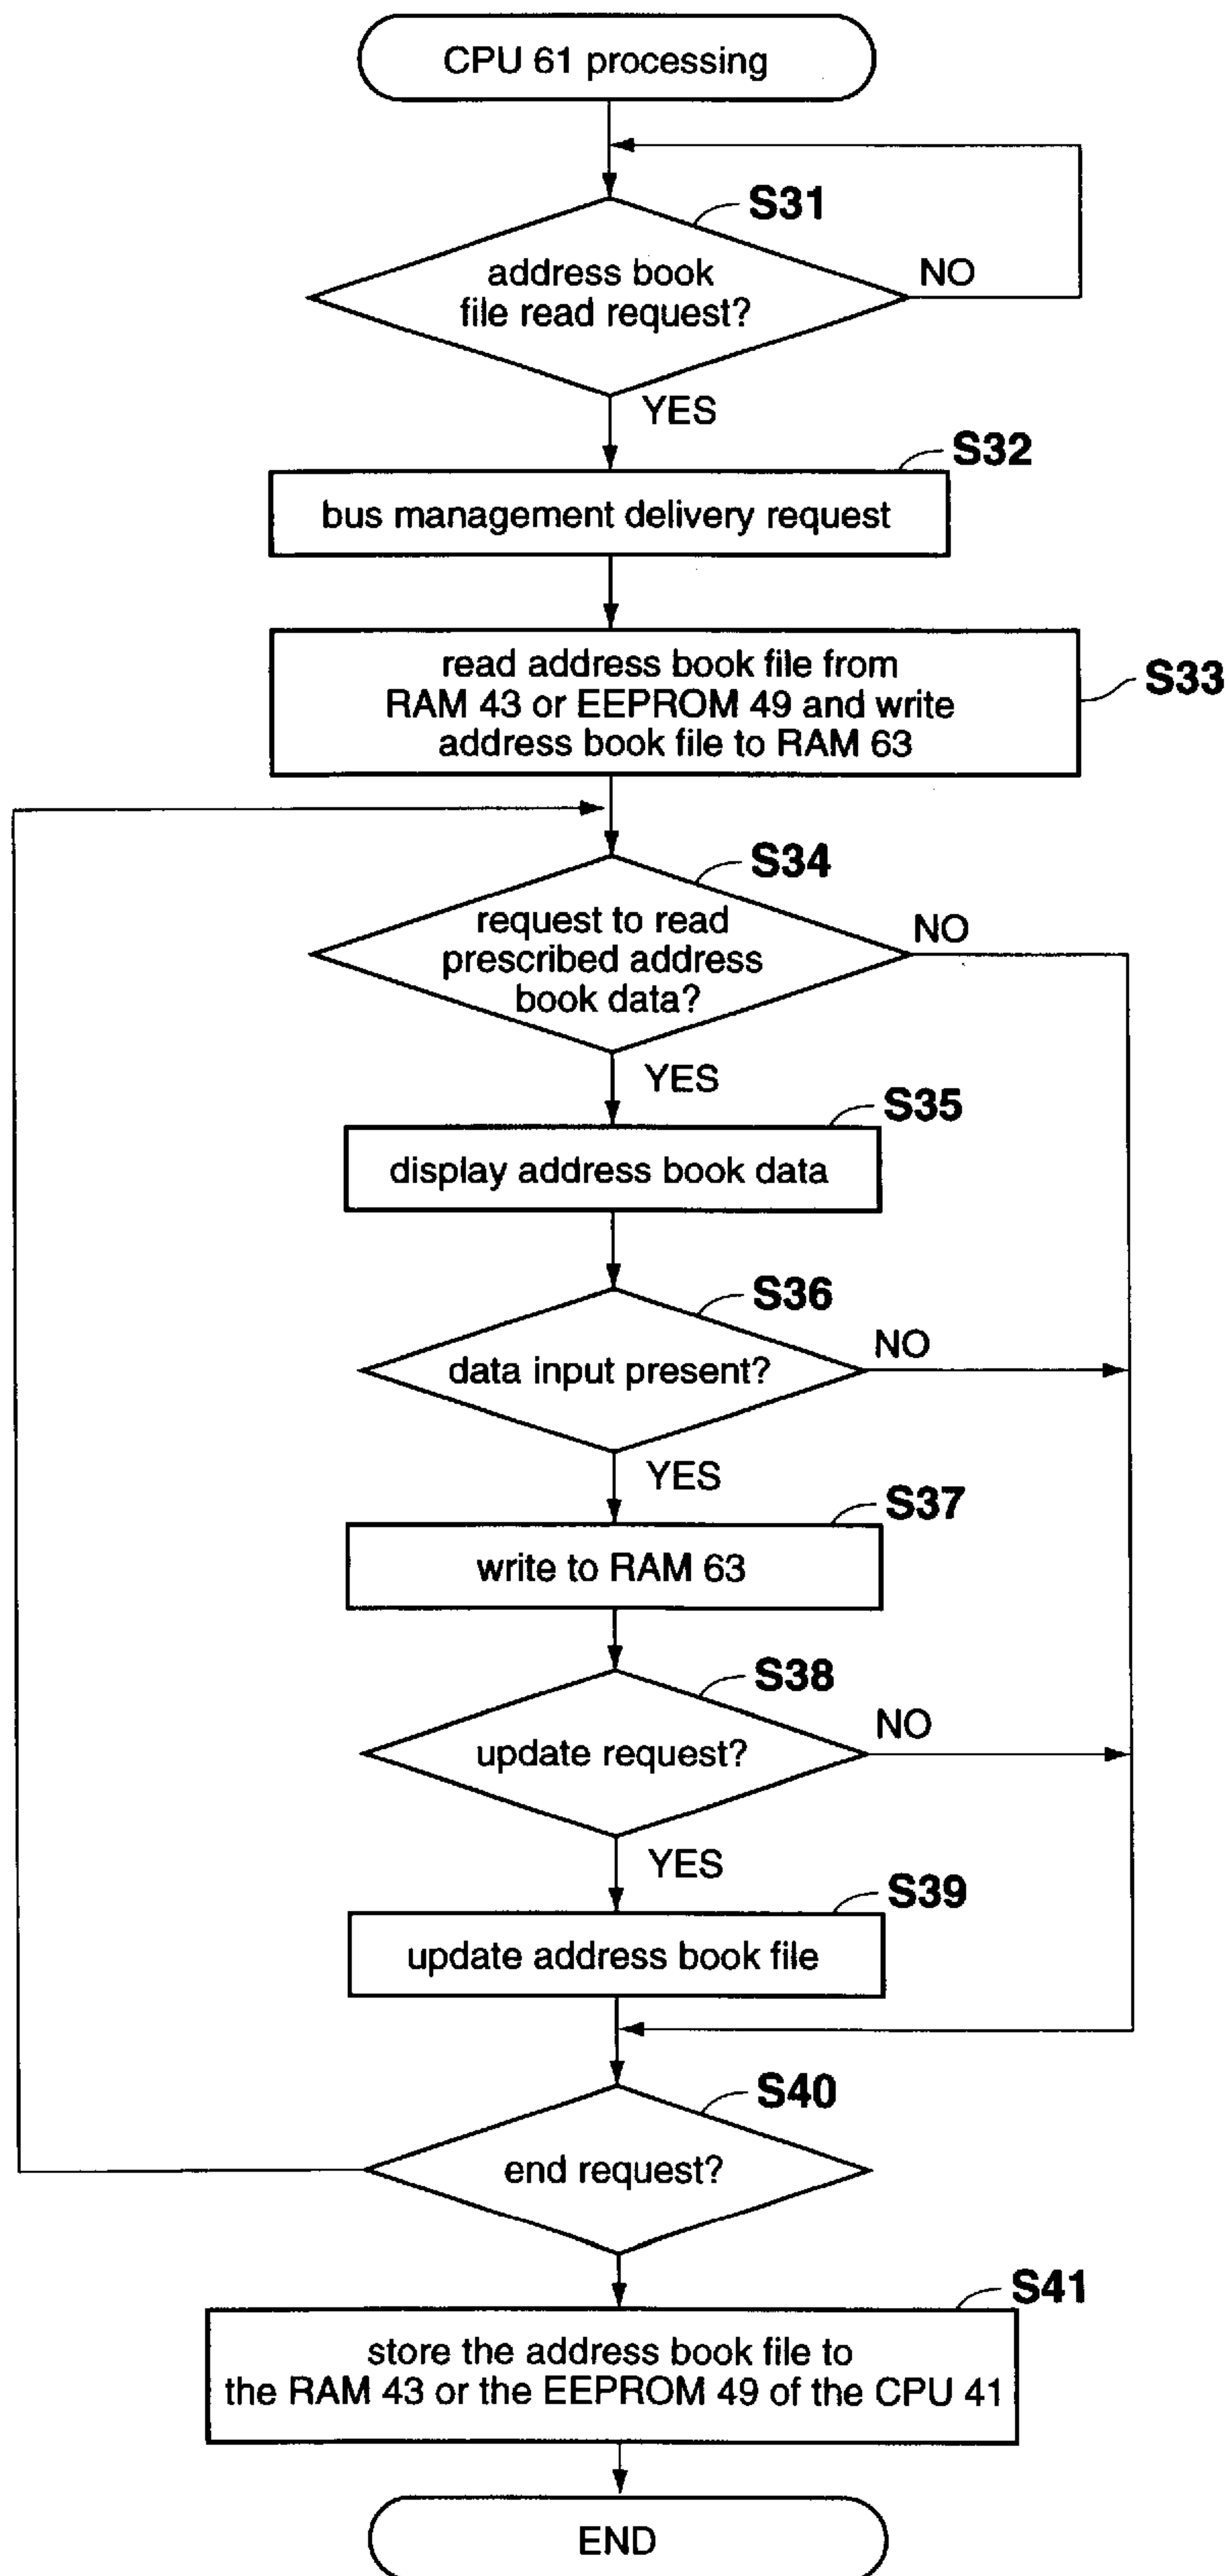 CPU 61 processing
S31
address book
file read request?
NO
YES
S32
bus management delivery request
read address book file from
RAM 43 or EEPROM 49 and write
address book file to RAM 63
S33
S34
request to read
prescribed address
book data?
NO
YES
S35
display address book data
S36
data input present?
NO
YES
S37
write to RAM 63
S38
update request?
NO
YES
S39
update address book file
S40
end request?
S41
store the address book file to
the RAM 43 or the EEPROM 49 of the CPU 41
END